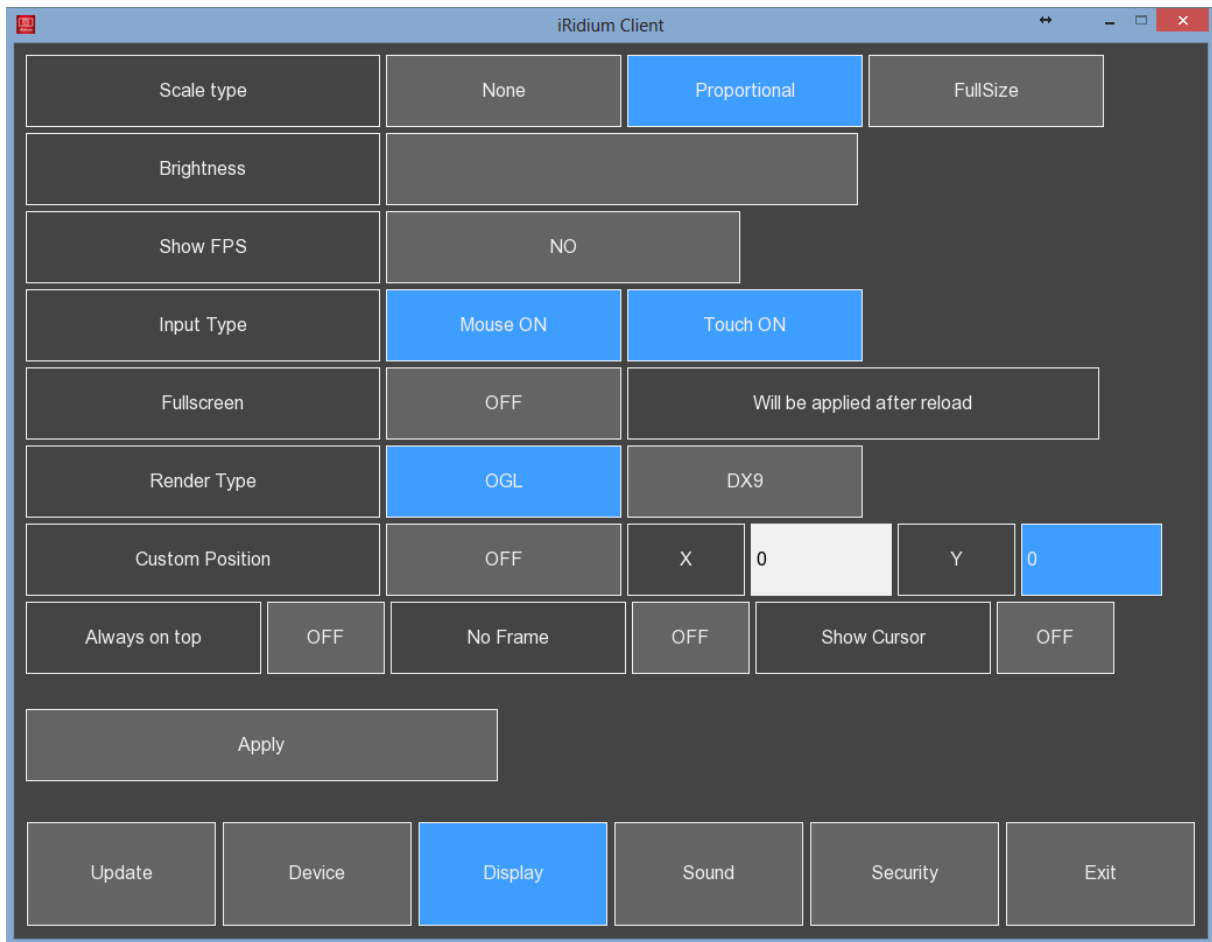 iRidium Client
Scale type None Proportional FullSize
Brightness
Show FPS NO
Input Type Mouse ON Touch ON
Fullscreen OFF Will be applied after reload
Render Type OGL DX9
Custom Position OFF X 0 Y 0
Always on top OFF No Frame OFF Show Cursor OFF
Apply
Update Device Display Sound Security Exit